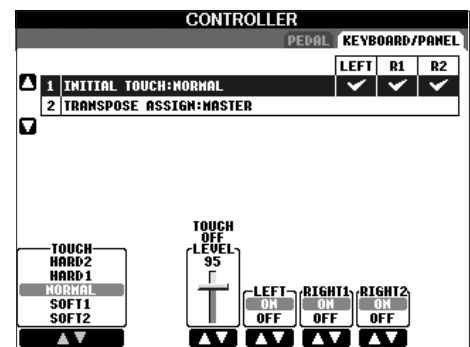 CONTROLLER
PEDAL KEYBOARD/PANEL
LEFT R1 R2
1 INITIAL TOUCH:NORMAL
2 TRANSPOSE ASSIGN:MASTER
TOUCH
HARD2
HARD1
NORMAL
SOFT1
SOFT2
TOUCH
OFF
LEVEL
95
LEFT RIGHT1 RIGHT2
ON ON ON
OFF OFF OFF